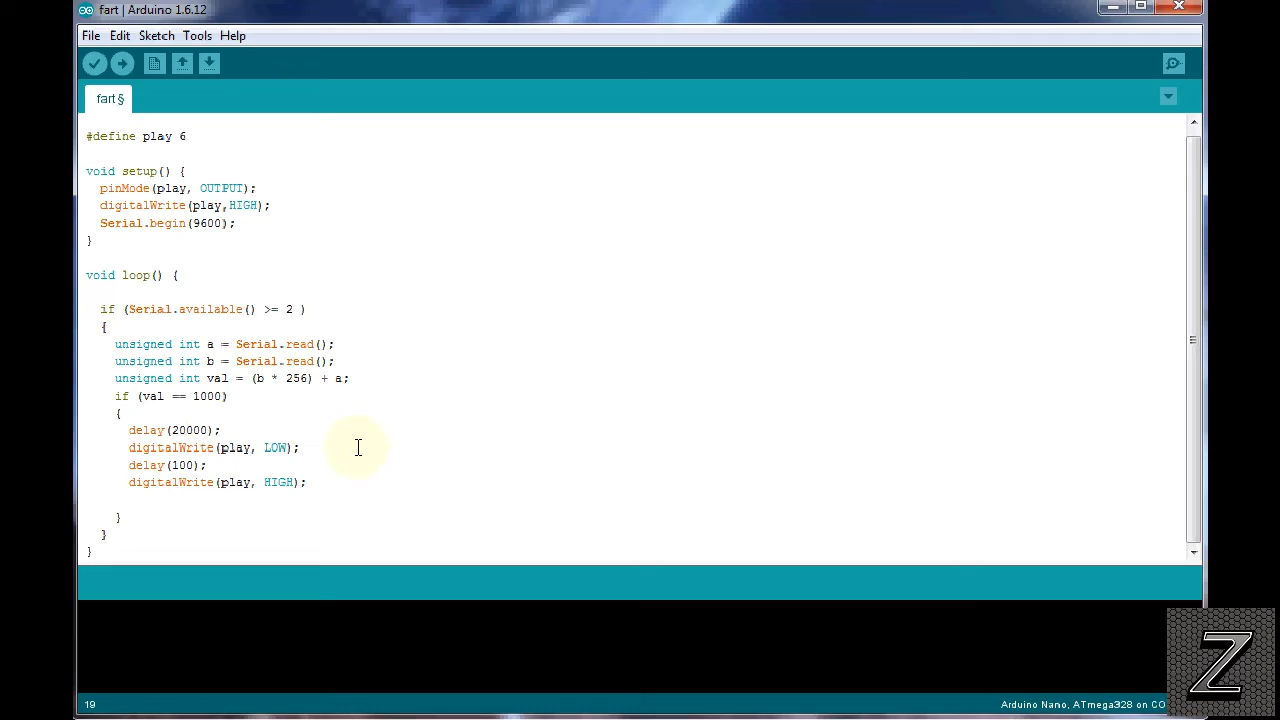 fart | Arduino 1.6.12
File Edit Sketch Tools Help
fart §
#define play 6
void setup() {
pinMode(play, OUTPUT);
digitalWrite(play,HIGH);
Serial.begin(9600);
}
void loop() {
if (Serial.available() >= 2 )
{
unsigned int a = Serial.read();
unsigned int b = Serial.read();
unsigned int val = (b * 256) + a;
if (val == 1000)
{
delay(20000);
digitalWrite(play, LOW);
delay(100);
digitalWrite(play, HIGH);
}
}
}
19
Arduino Nano, ATmega328 on CO
Z